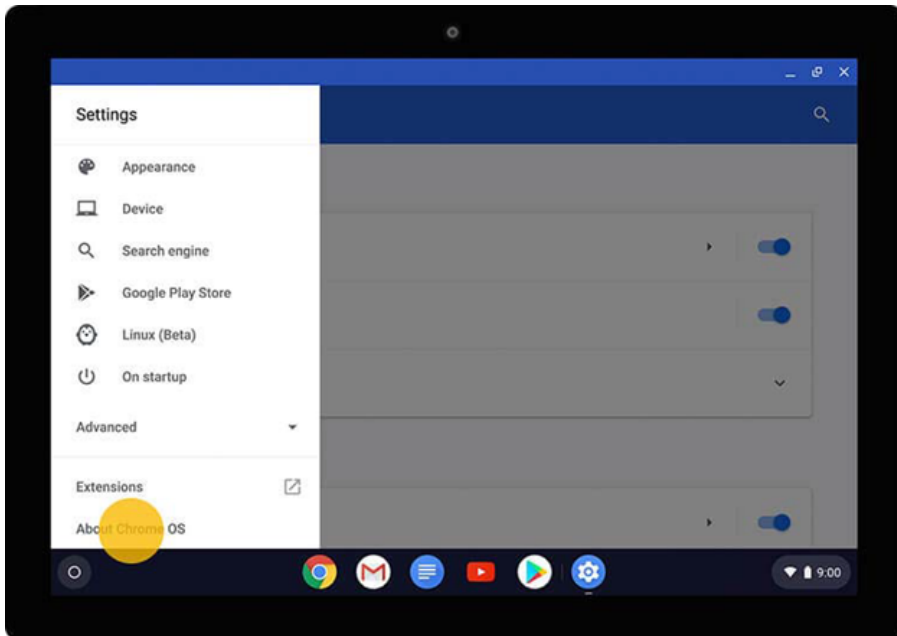 Settings
Appearance
Device
Search engine
Google Play Store
Linux (Beta)
On startup
Advanced
Extensions
About Chrome OS
9:00